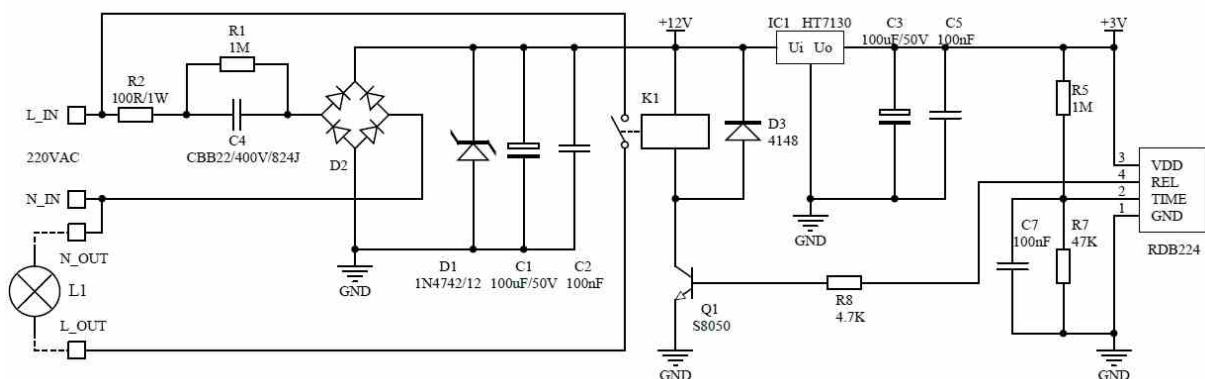 +12V
IC1 HT7130
C3
C5
+3V
100uF/50V
100nF
R1
1M
Ui Uo
R2
100R/1W
K1
R5
1M
L_IN
C4
CBB22/400V/824J
D3
4148
220VAC
D2
3 VDD
4 REL
2 TIME
1 GND
N_IN
RDB224
GND
C7
100nF
R7
47K
N_OUT
D1
1N4742/12
C1
100uF/50V
C2
100nF
GND
L1
R8
4.7K
Q1
S8050
L_OUT
GND
GND